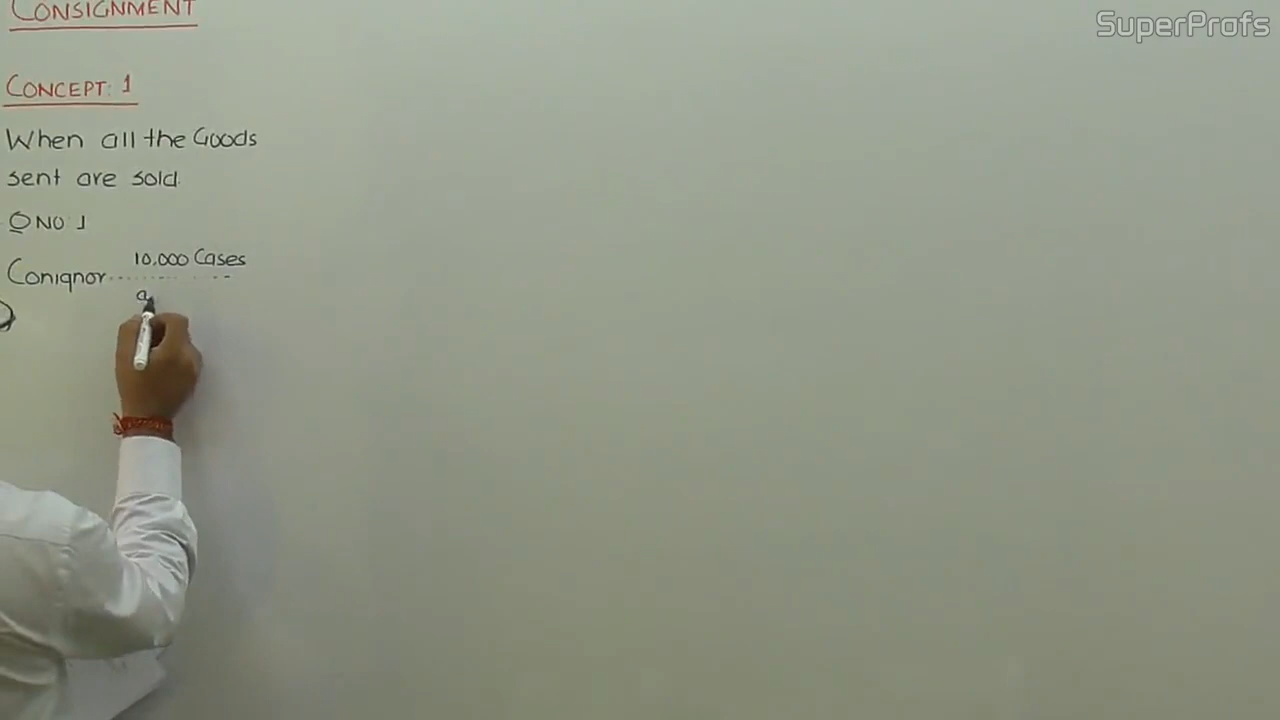 CONSIGNMENT
SuperProfs
CONCEPT: 1
When all the Goods
sent are sold.
Q NO 1
10,000 Cases
Conignor
a